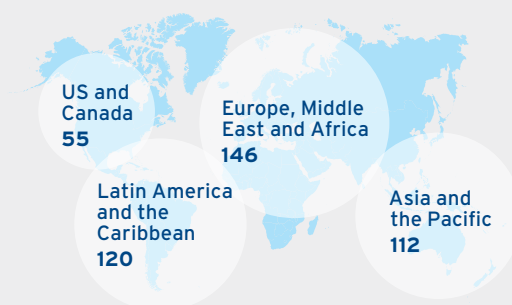 US and
Canada
55
Europe, Middle
East and Africa
146
Latin America
and the
Caribbean
120
Asia and
the Pacific
112